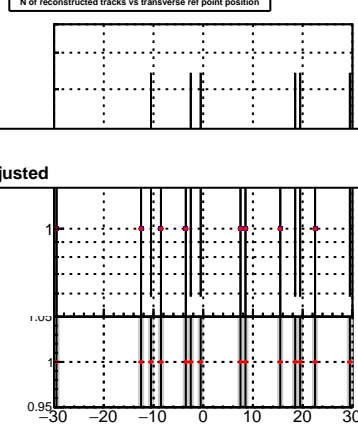 N of reconstructed tracks vs transverse ref point position
justed
1
1.05
1
0.95
−30 −20 −10 0 10 20 30